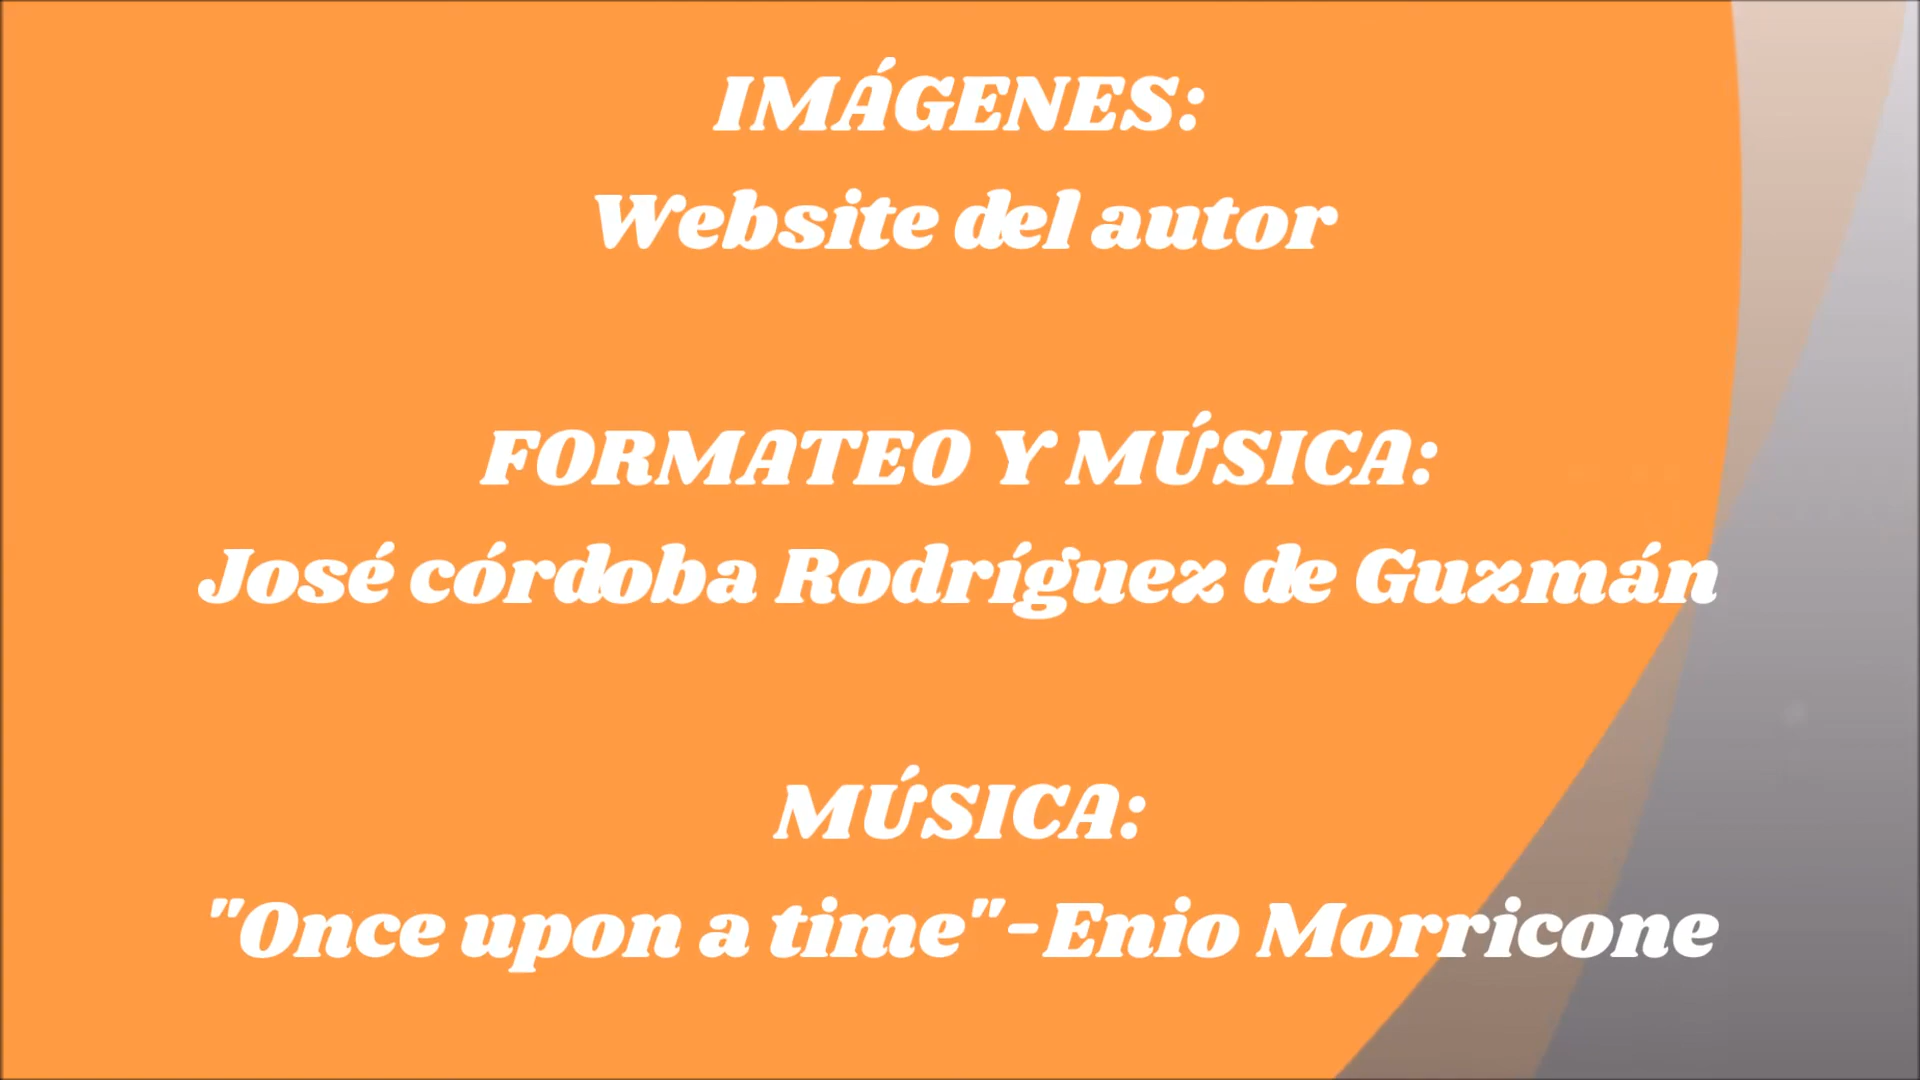 IMÁGENES:
Website del autor
FORMATEO Y MÚSICA:
José córdoba Rodríguez de Guzmán
MÚSICA:
"Once upon a time"-Enio Morricone